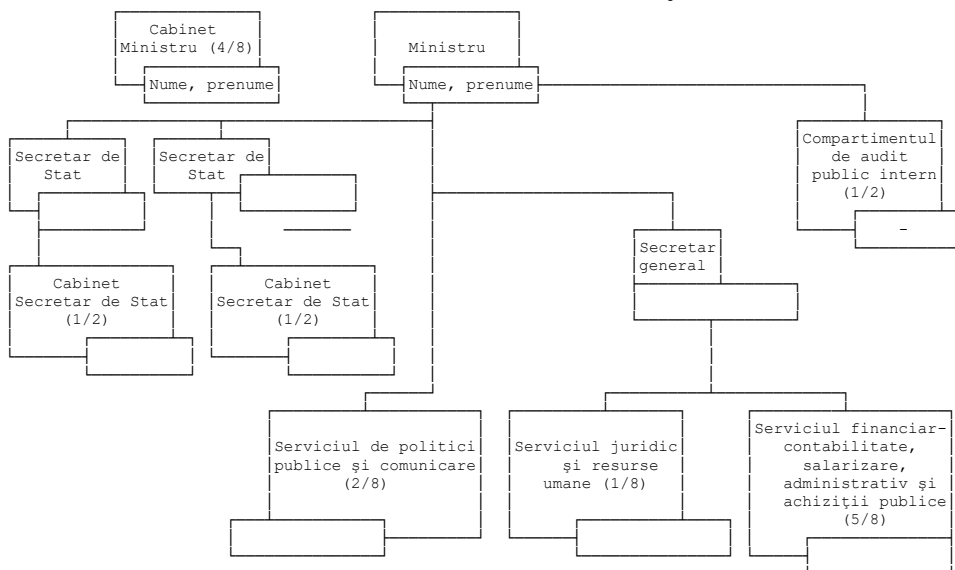 Cabinet
Ministru (4/8)
Nume, prenume
Ministru
Nume, prenume
Secretar de
Stat
Secretar de
Stat
Compartimentul
de audit
public intern
(1/2)
-
Secretar
general
Cabinet
Secretar de Stat
(1/2)
Cabinet
Secretar de Stat
(1/2)
Serviciul de politici
publice şi comunicare
(2/8)
Serviciul juridic
şi resurse
umane (1/8)
Serviciul financiar-
contabilitate,
salarizare,
administrativ şi
achiziţii publice
(5/8)